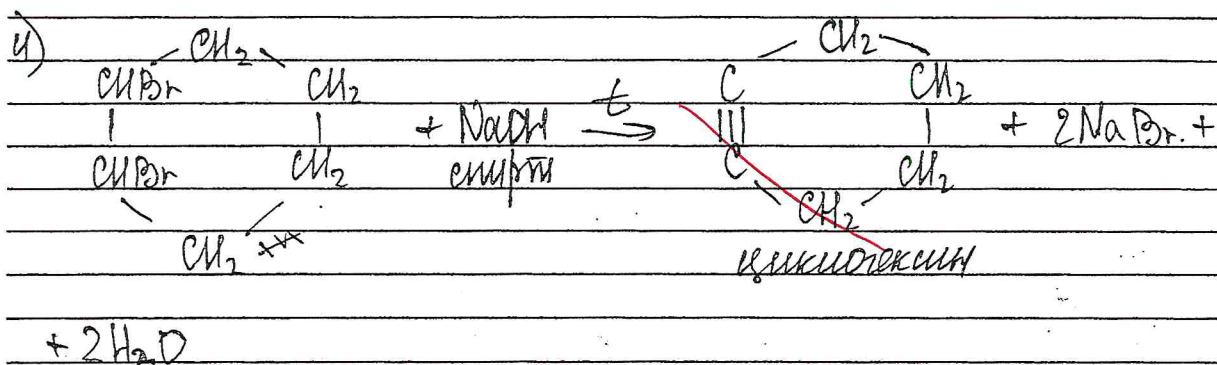 4)
CH₂ CH₂
CHBr CH₂ C CH₂
| | + NaOH t→ ||| | + 2NaBr. +
CHBr CH₂ спирт C CH₂
CH₂ CH₂
циклогексин
+ 2H₂O